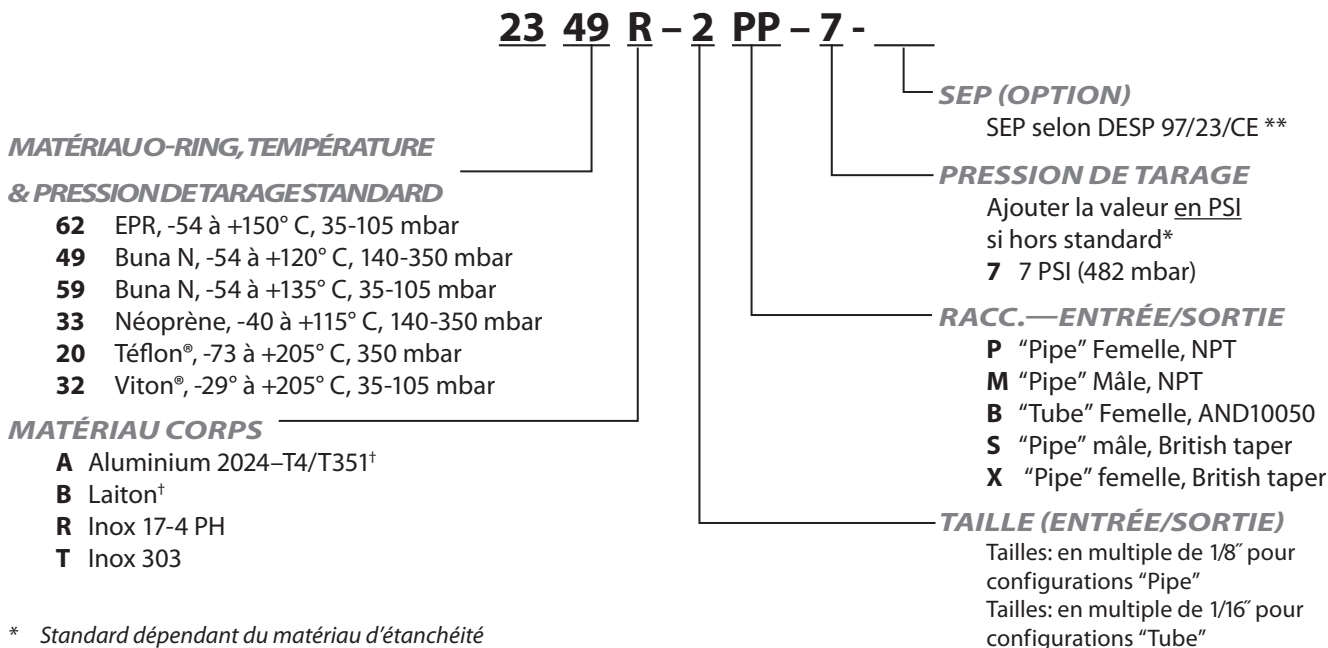 23 49 R – 2 PP – 7 -
MATÉRIAU O-RING, TEMPÉRATURE
& PRESSION DE TARAGE STANDARD
62 EPR, -54 à +150° C, 35-105 mbar
49 Buna N, -54 à +120° C, 140-350 mbar
59 Buna N, -54 à +135° C, 35-105 mbar
33 Néoprène, -40 à +115° C, 140-350 mbar
20 Téflon®, -73 à +205° C, 350 mbar
32 Viton®, -29° à +205° C, 35-105 mbar
MATÉRIAU CORPS
A Aluminium 2024–T4/T351†
B Laiton†
R Inox 17-4 PH
T Inox 303
* Standard dépendant du matériau d'étanchéité
SEP (OPTION)
SEP selon DESP 97/23/CE **
PRESSION DE TARAGE
Ajouter la valeur en PSI
si hors standard*
7 7 PSI (482 mbar)
RACC.—ENTRÉE/SORTIE
P “Pipe” Femelle, NPT
M “Pipe” Mâle, NPT
B “Tube” Femelle, AND10050
S “Pipe” mâle, British taper
X “Pipe” femelle, British taper
TAILLE (ENTRÉE/SORTIE)
Tailles: en multiple de 1/8˝ pour
configurations “Pipe”
Tailles: en multiple de 1/16˝ pour
configurations “Tube”